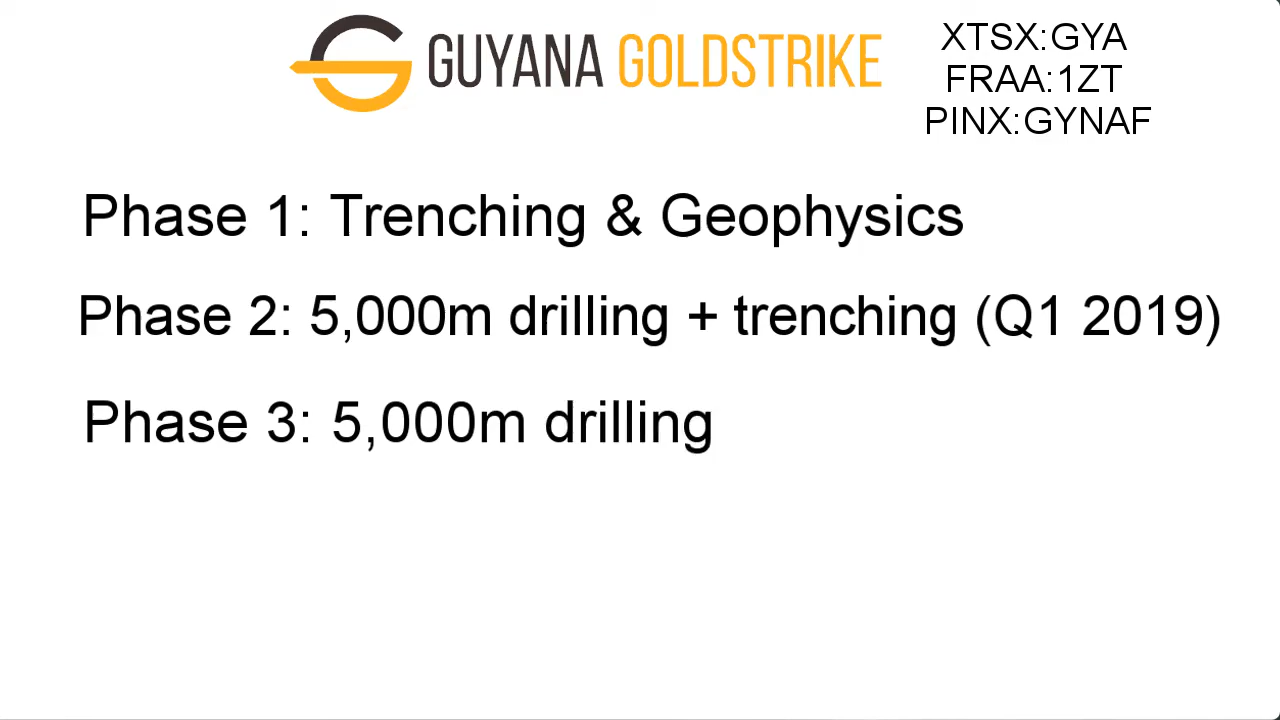 GUYANA GOLDSTRIKE
XTSX:GYA
FRAA:1ZT
PINX:GYNAF
Phase 1: Trenching & Geophysics
Phase 2: 5,000m drilling + trenching (Q1 2019)
Phase 3: 5,000m drilling